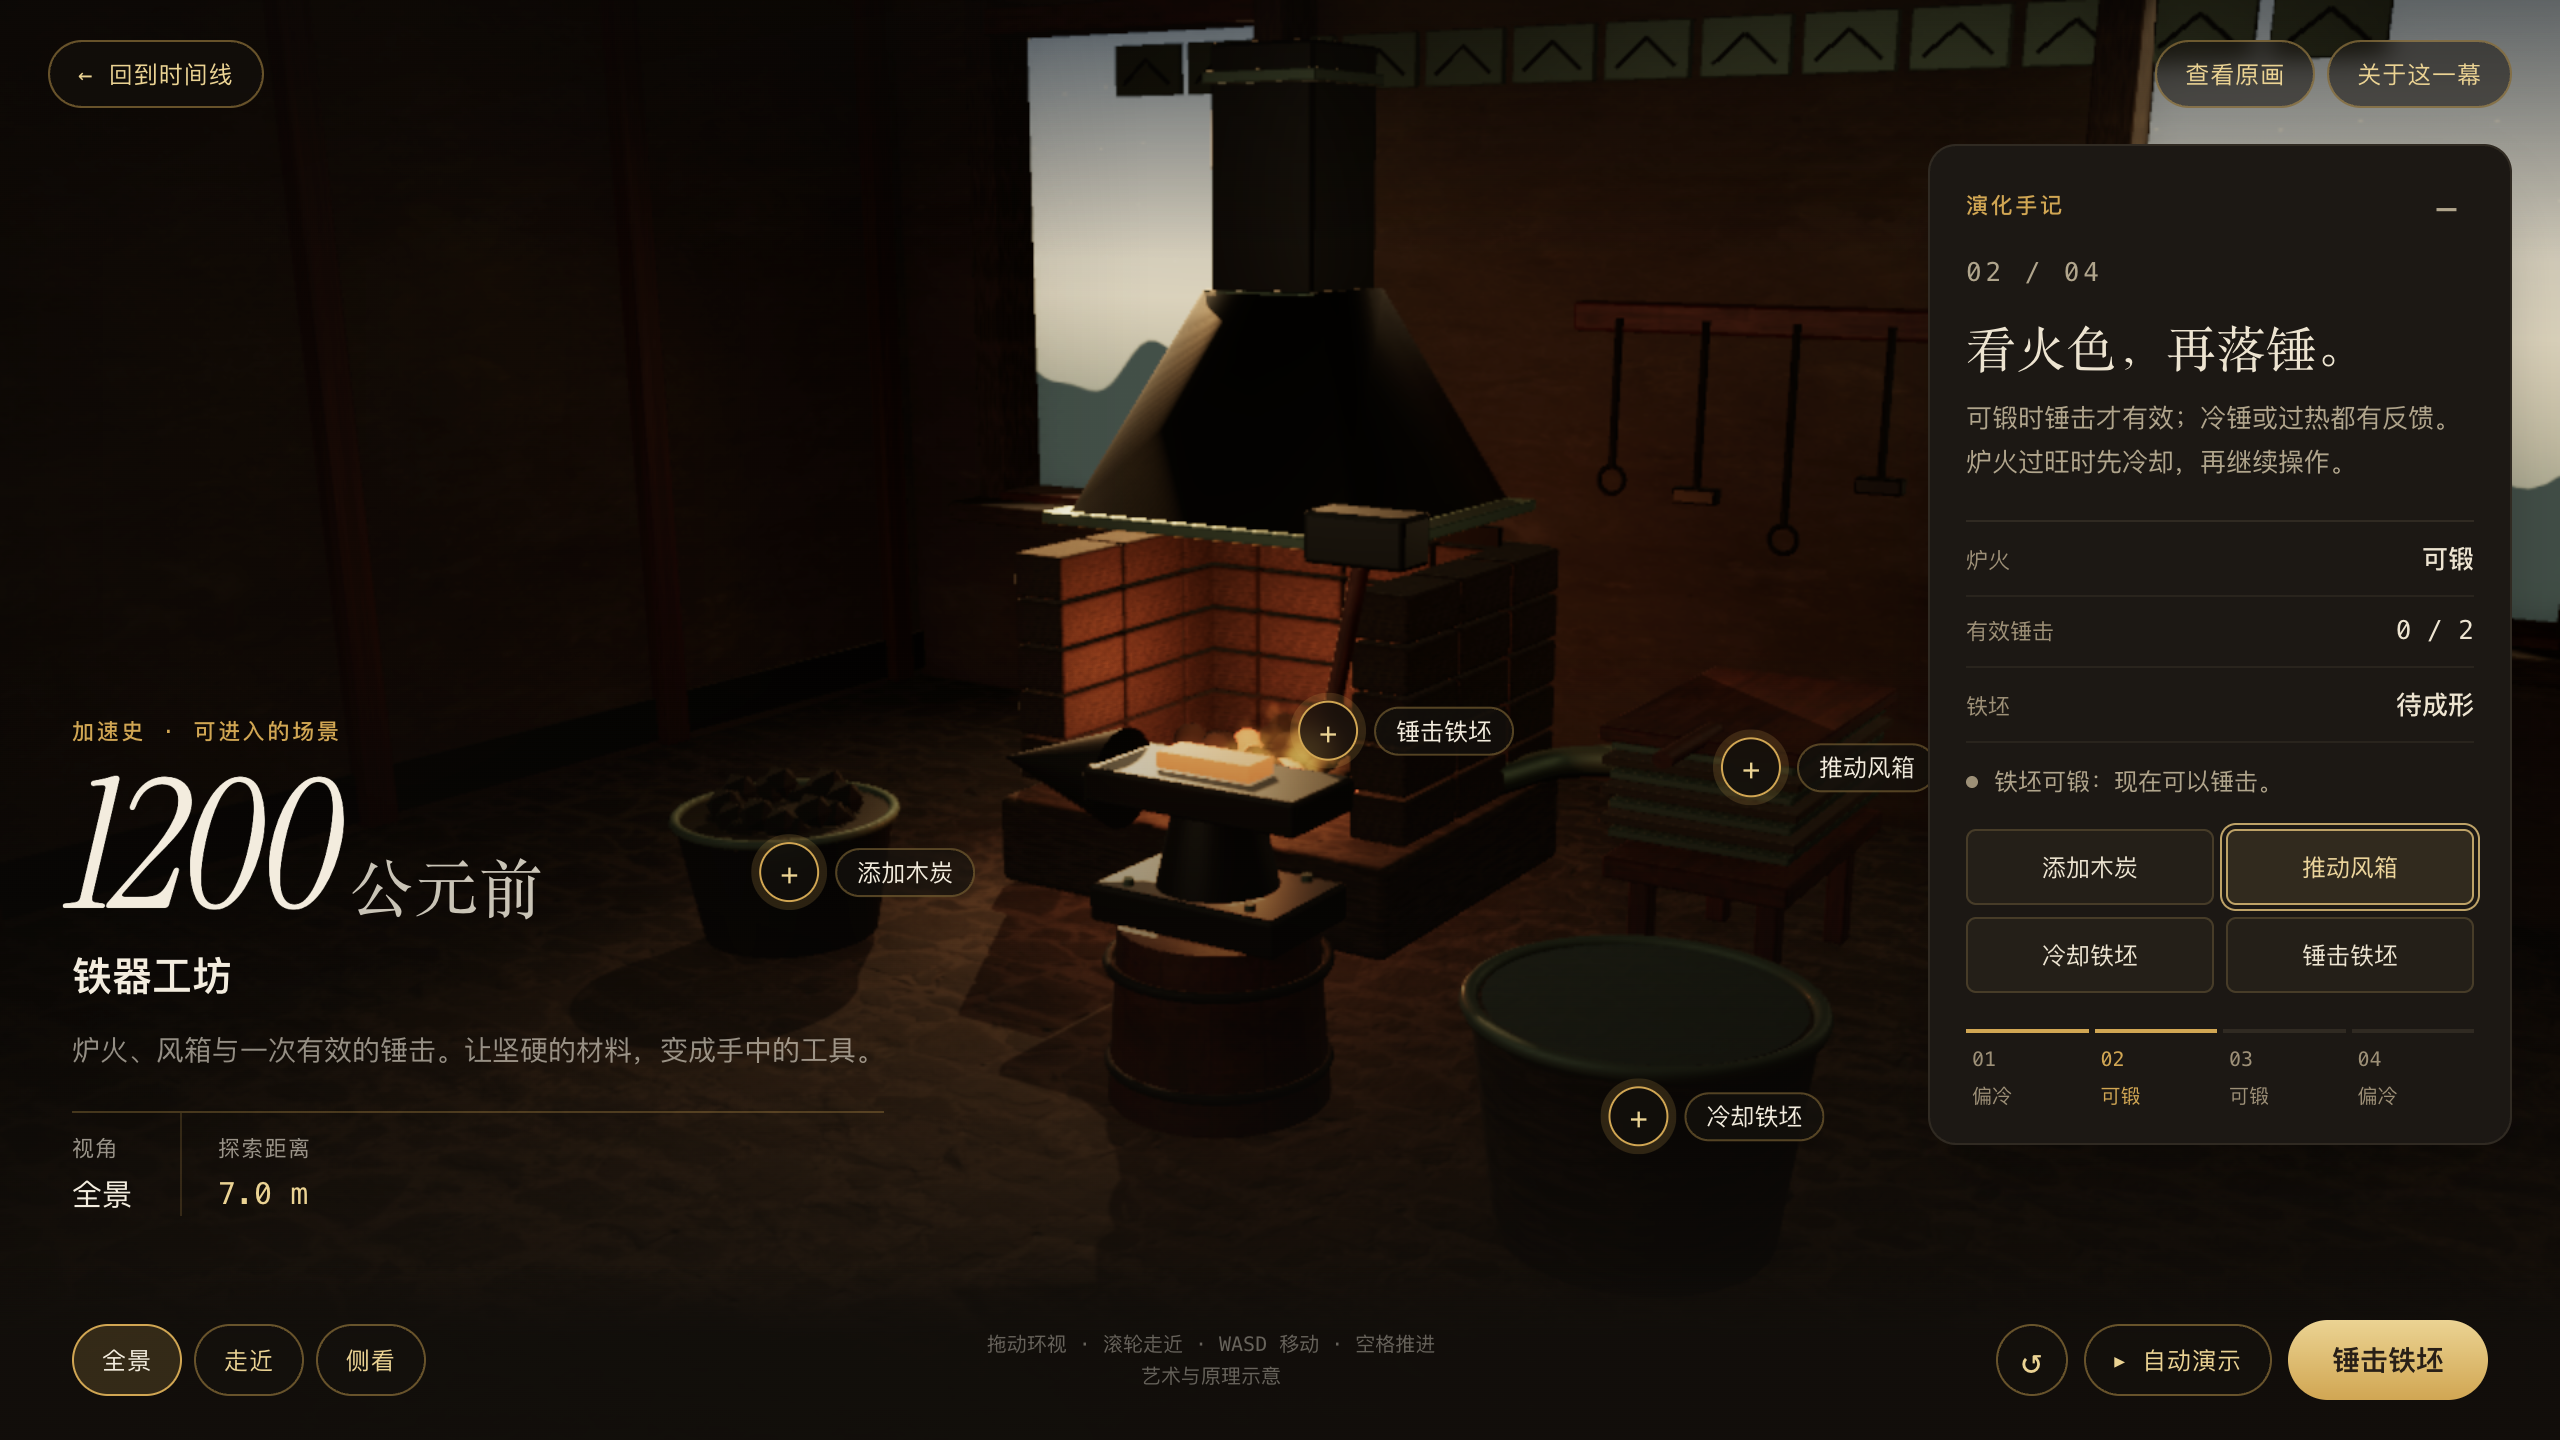 ← 回到时间线
查看原画
关于这一幕
演化手记
—
02 / 04
看火色，再落锤。
可锻时锤击才有效；冷锤或过热都有反馈。
炉火过旺时先冷却，再继续操作。
炉火 可锻
有效锤击 0 / 2
铁坯 待成形
铁坯可锻：现在可以锤击。
添加木炭 推动风箱
冷却铁坯 锤击铁坯
01 02 03 04
偏冷 可锻 可锻 偏冷
+ 锤击铁坯
+ 推动风箱
+ 添加木炭
+ 冷却铁坯
加速史 · 可进入的场景
1200 公元前
铁器工坊
炉火、风箱与一次有效的锤击。让坚硬的材料，变成手中的工具。
视角 探索距离
全景 7.0 m
全景 走近 侧看
拖动环视 · 滚轮走近 · WASD 移动 · 空格推进
艺术与原理示意
↺ ▸ 自动演示 锤击铁坯